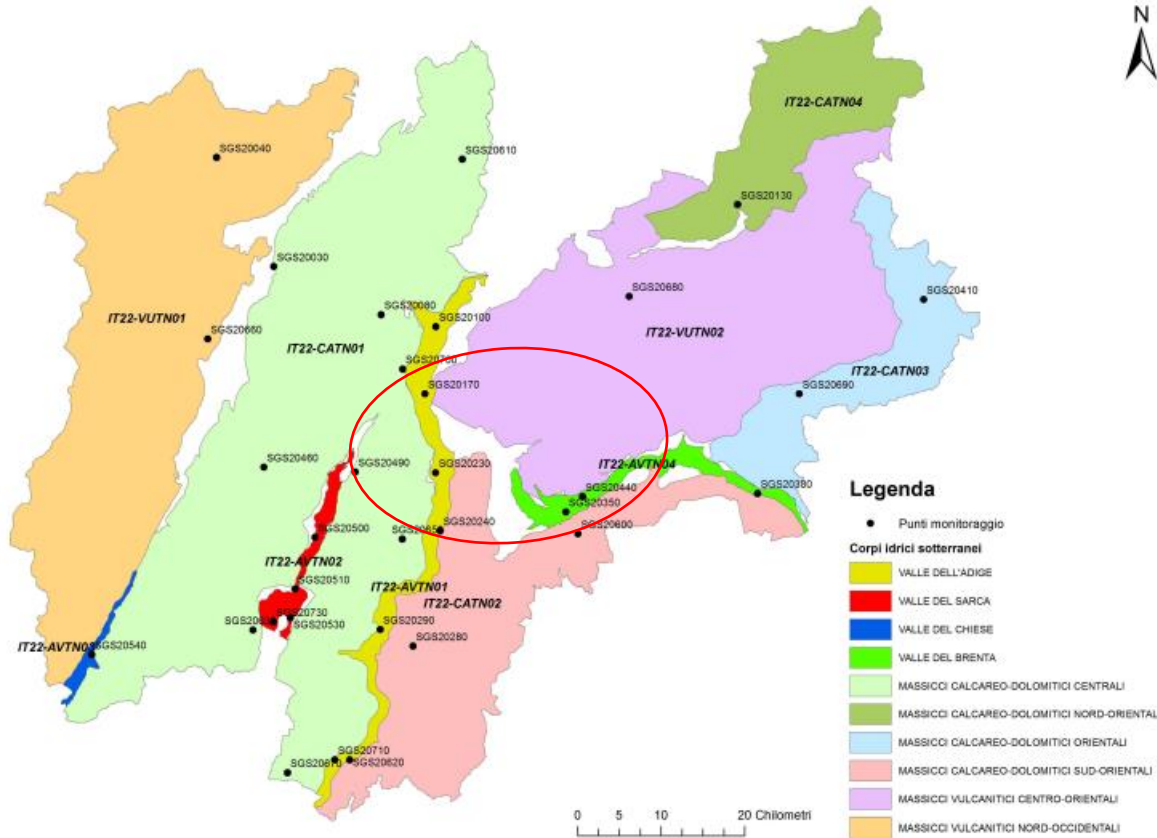 N
IT22-CATN04
SGS20040
SGS20610
SGS20130
SGS20030
SGS20680
SGS20410
SGS20080
SGS20100
IT22-VUTN01
SGS20660
IT22-CATN01
IT22-VUTN02
IT22-CATN03
SGS20170
SGS20690
SGS20460
SGS20490
SGS20230
IT22-AVTN04
SGS20380
SGS20440
SGS20350
SGS20500
SGS20240
SGS20600
IT22-AVTN02
SGS20510
IT22-AVTN01
IT22-CATN02
SGS20730
SGS20530
SGS20290
SGS20280
SGS20540
SGS20710
SGS20620
Legenda
Punti monitoraggio
Corpi idrici sotterranei
VALLE DELL'ADIGE
VALLE DEL SARCA
VALLE DEL CHIESE
VALLE DEL BRENTA
MASSICCI CALCAREO-DOLOMITICI CENTRALI
MASSICCI CALCAREO-DOLOMITICI NORD-ORIENTAL
MASSICCI CALCAREO-DOLOMITICI ORIENTALI
MASSICCI CALCAREO-DOLOMITICI SUD-ORIENTALI
MASSICCI VULCANITICI CENTRO-ORIENTALI
MASSICCI VULCANITICI NORD-OCCIDENTALI
0 5 10 20 Chilometri